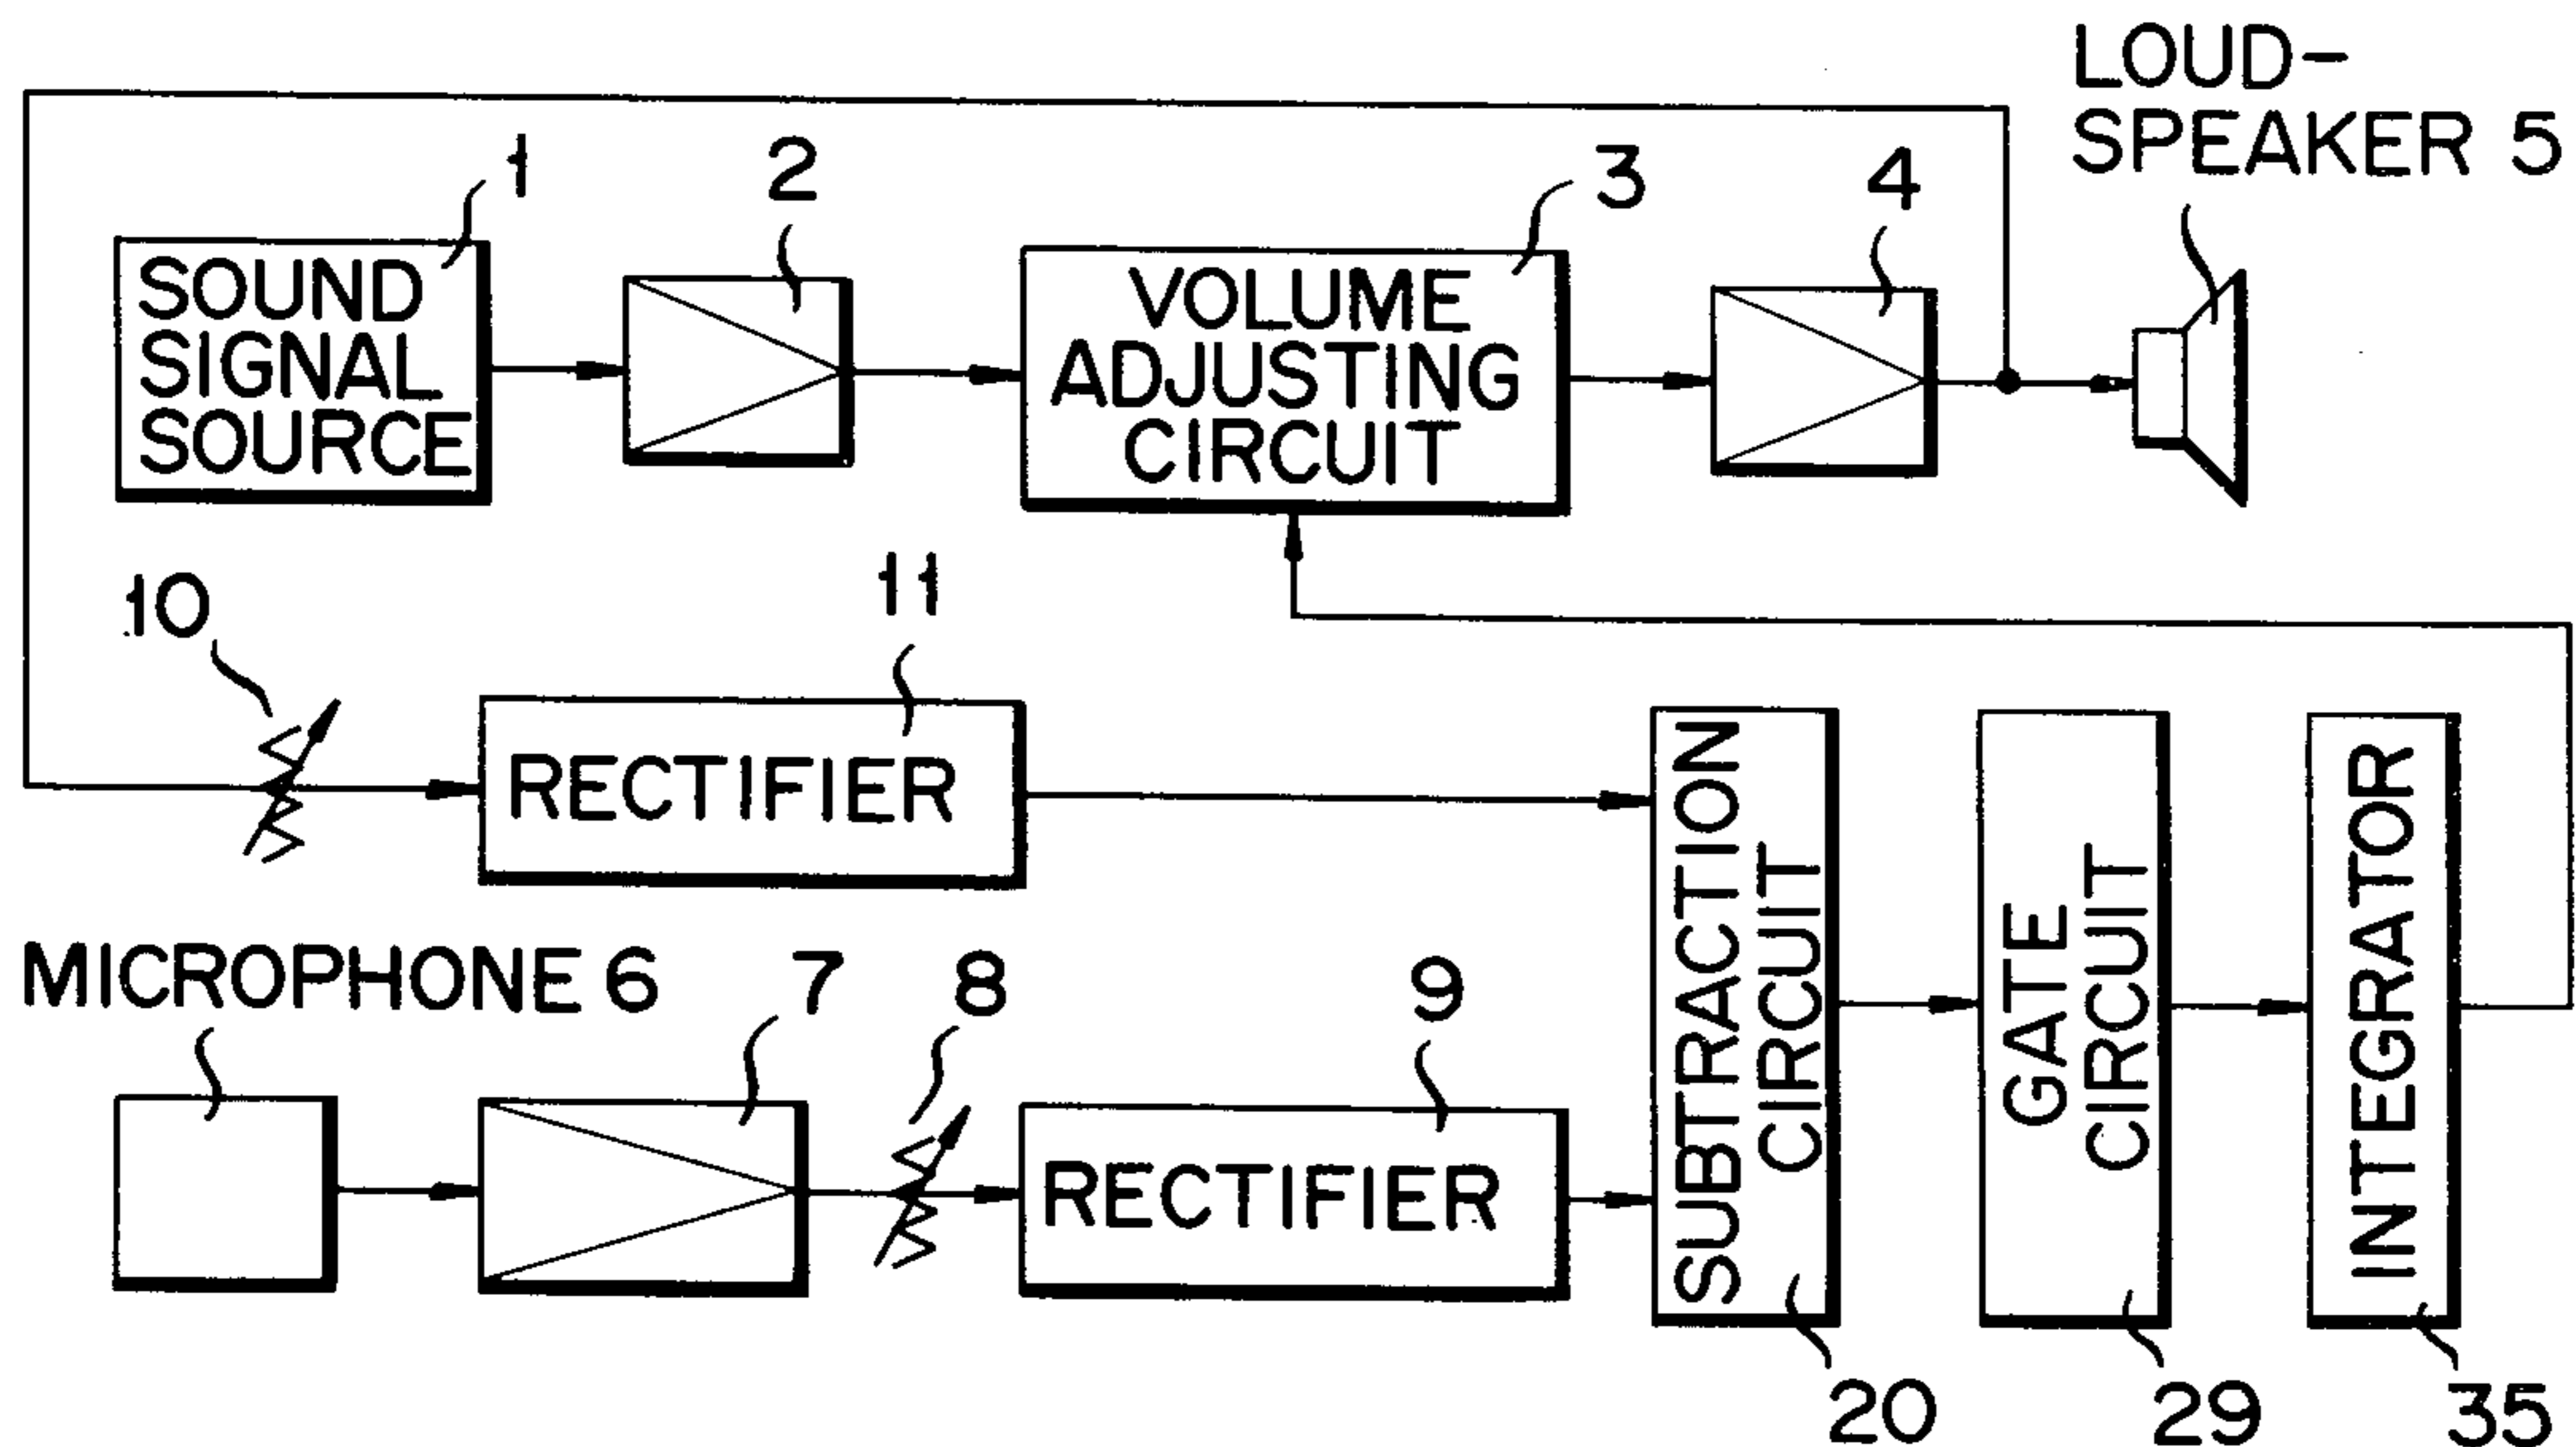 LOUD-
SPEAKER 5
1
2
3
4
SOUND
SIGNAL
SOURCE
VOLUME
ADJUSTING
CIRCUIT
10
11
RECTIFIER
MICROPHONE 6
7
8
9
RECTIFIER
SUBTRACTION
CIRCUIT
GATE
CIRCUIT
INTEGRATOR
20
29
35